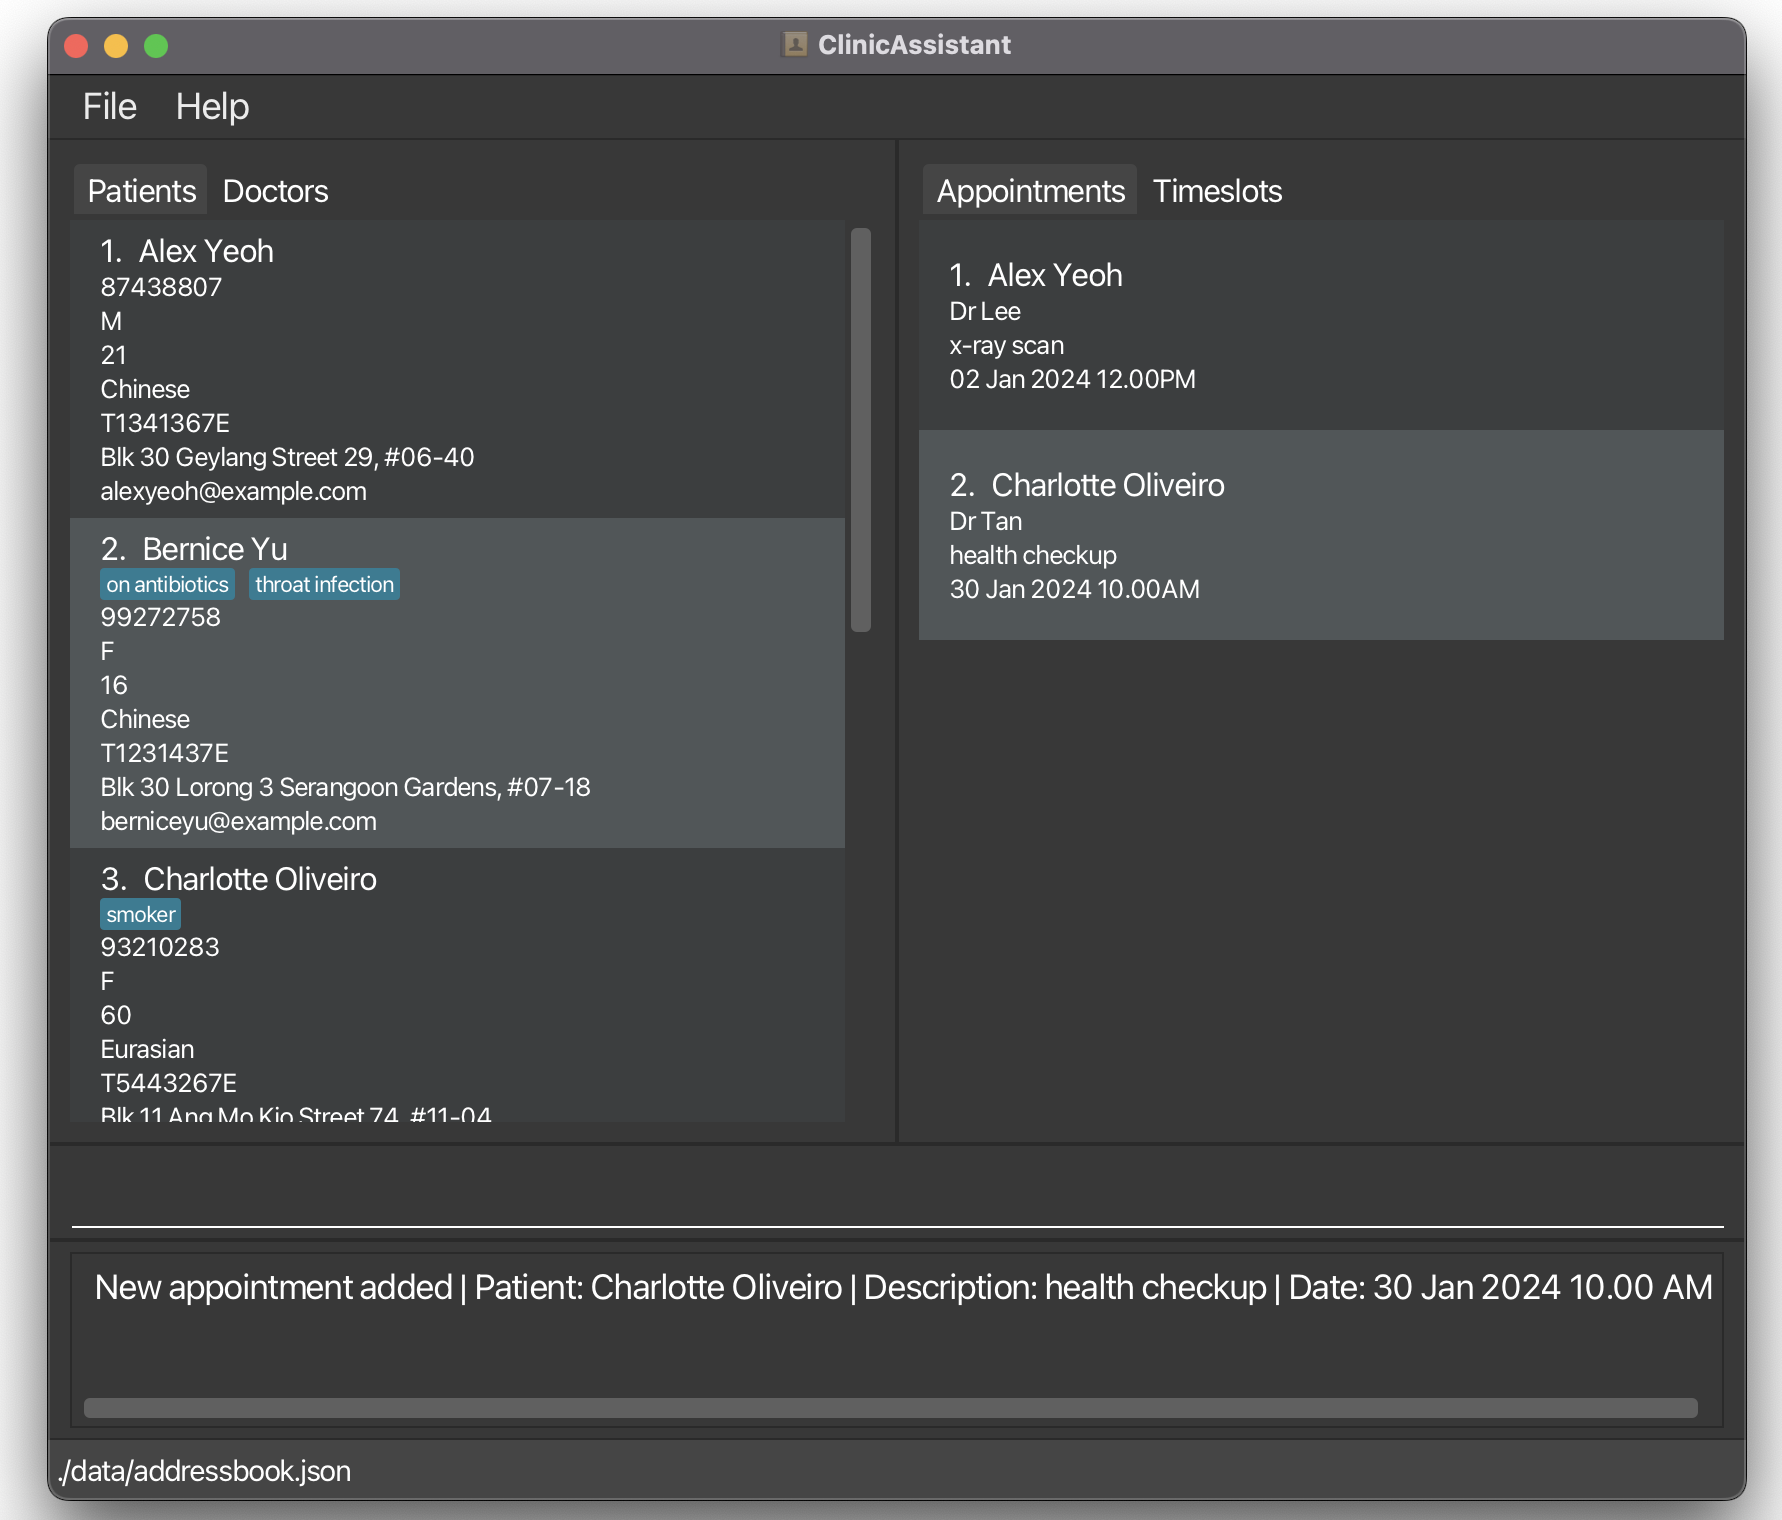 ClinicAssistant
File Help
Patients Doctors
1. Alex Yeoh
87438807
M
21
Chinese
T1341367E
Blk 30 Geylang Street 29, #06-40
alexyeoh@example.com
2. Bernice Yu
on antibiotics throat infection
99272758
F
16
Chinese
T1231437E
Blk 30 Lorong 3 Serangoon Gardens, #07-18
berniceyu@example.com
3. Charlotte Oliveiro
smoker
93210283
F
60
Eurasian
T5443267E
Blk 11 Ang Mo Kio Street 74, #11-04
Appointments Timeslots
1. Alex Yeoh
Dr Lee
x-ray scan
02 Jan 2024 12.00PM
2. Charlotte Oliveiro
Dr Tan
health checkup
30 Jan 2024 10.00AM
New appointment added | Patient: Charlotte Oliveiro | Description: health checkup | Date: 30 Jan 2024 10.00 AM
./data/addressbook.json